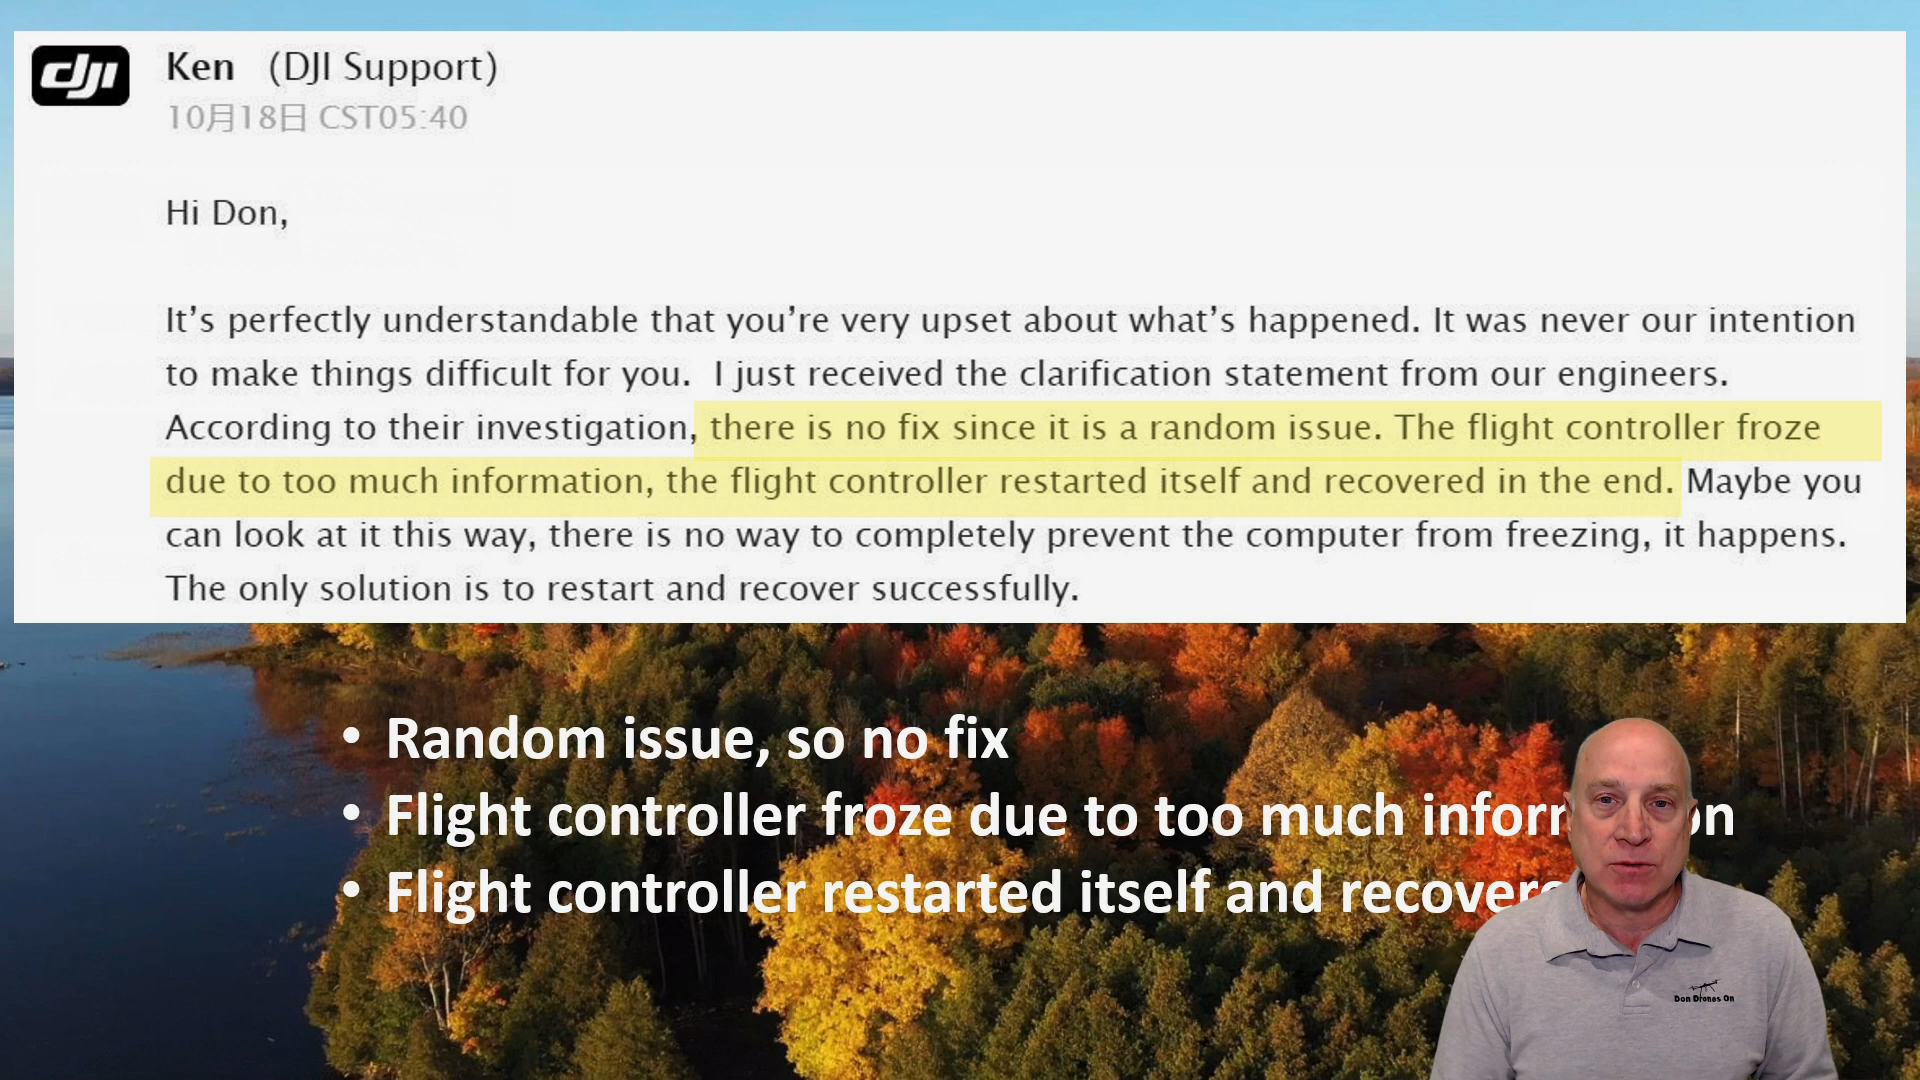 dji
Ken (DJI Support)
10月18日 CST05:40
Hi Don,
It’s perfectly understandable that you’re very upset about what’s happened. It was never our intention
to make things difficult for you. I just received the clarification statement from our engineers.
According to their investigation, there is no fix since it is a random issue. The flight controller froze
due to too much information, the flight controller restarted itself and recovered in the end. Maybe you
can look at it this way, there is no way to completely prevent the computer from freezing, it happens.
The only solution is to restart and recover successfully.
• Random issue, so no fix
• Flight controller froze due to too much
• Flight controller restarted itself and
Don Drones On